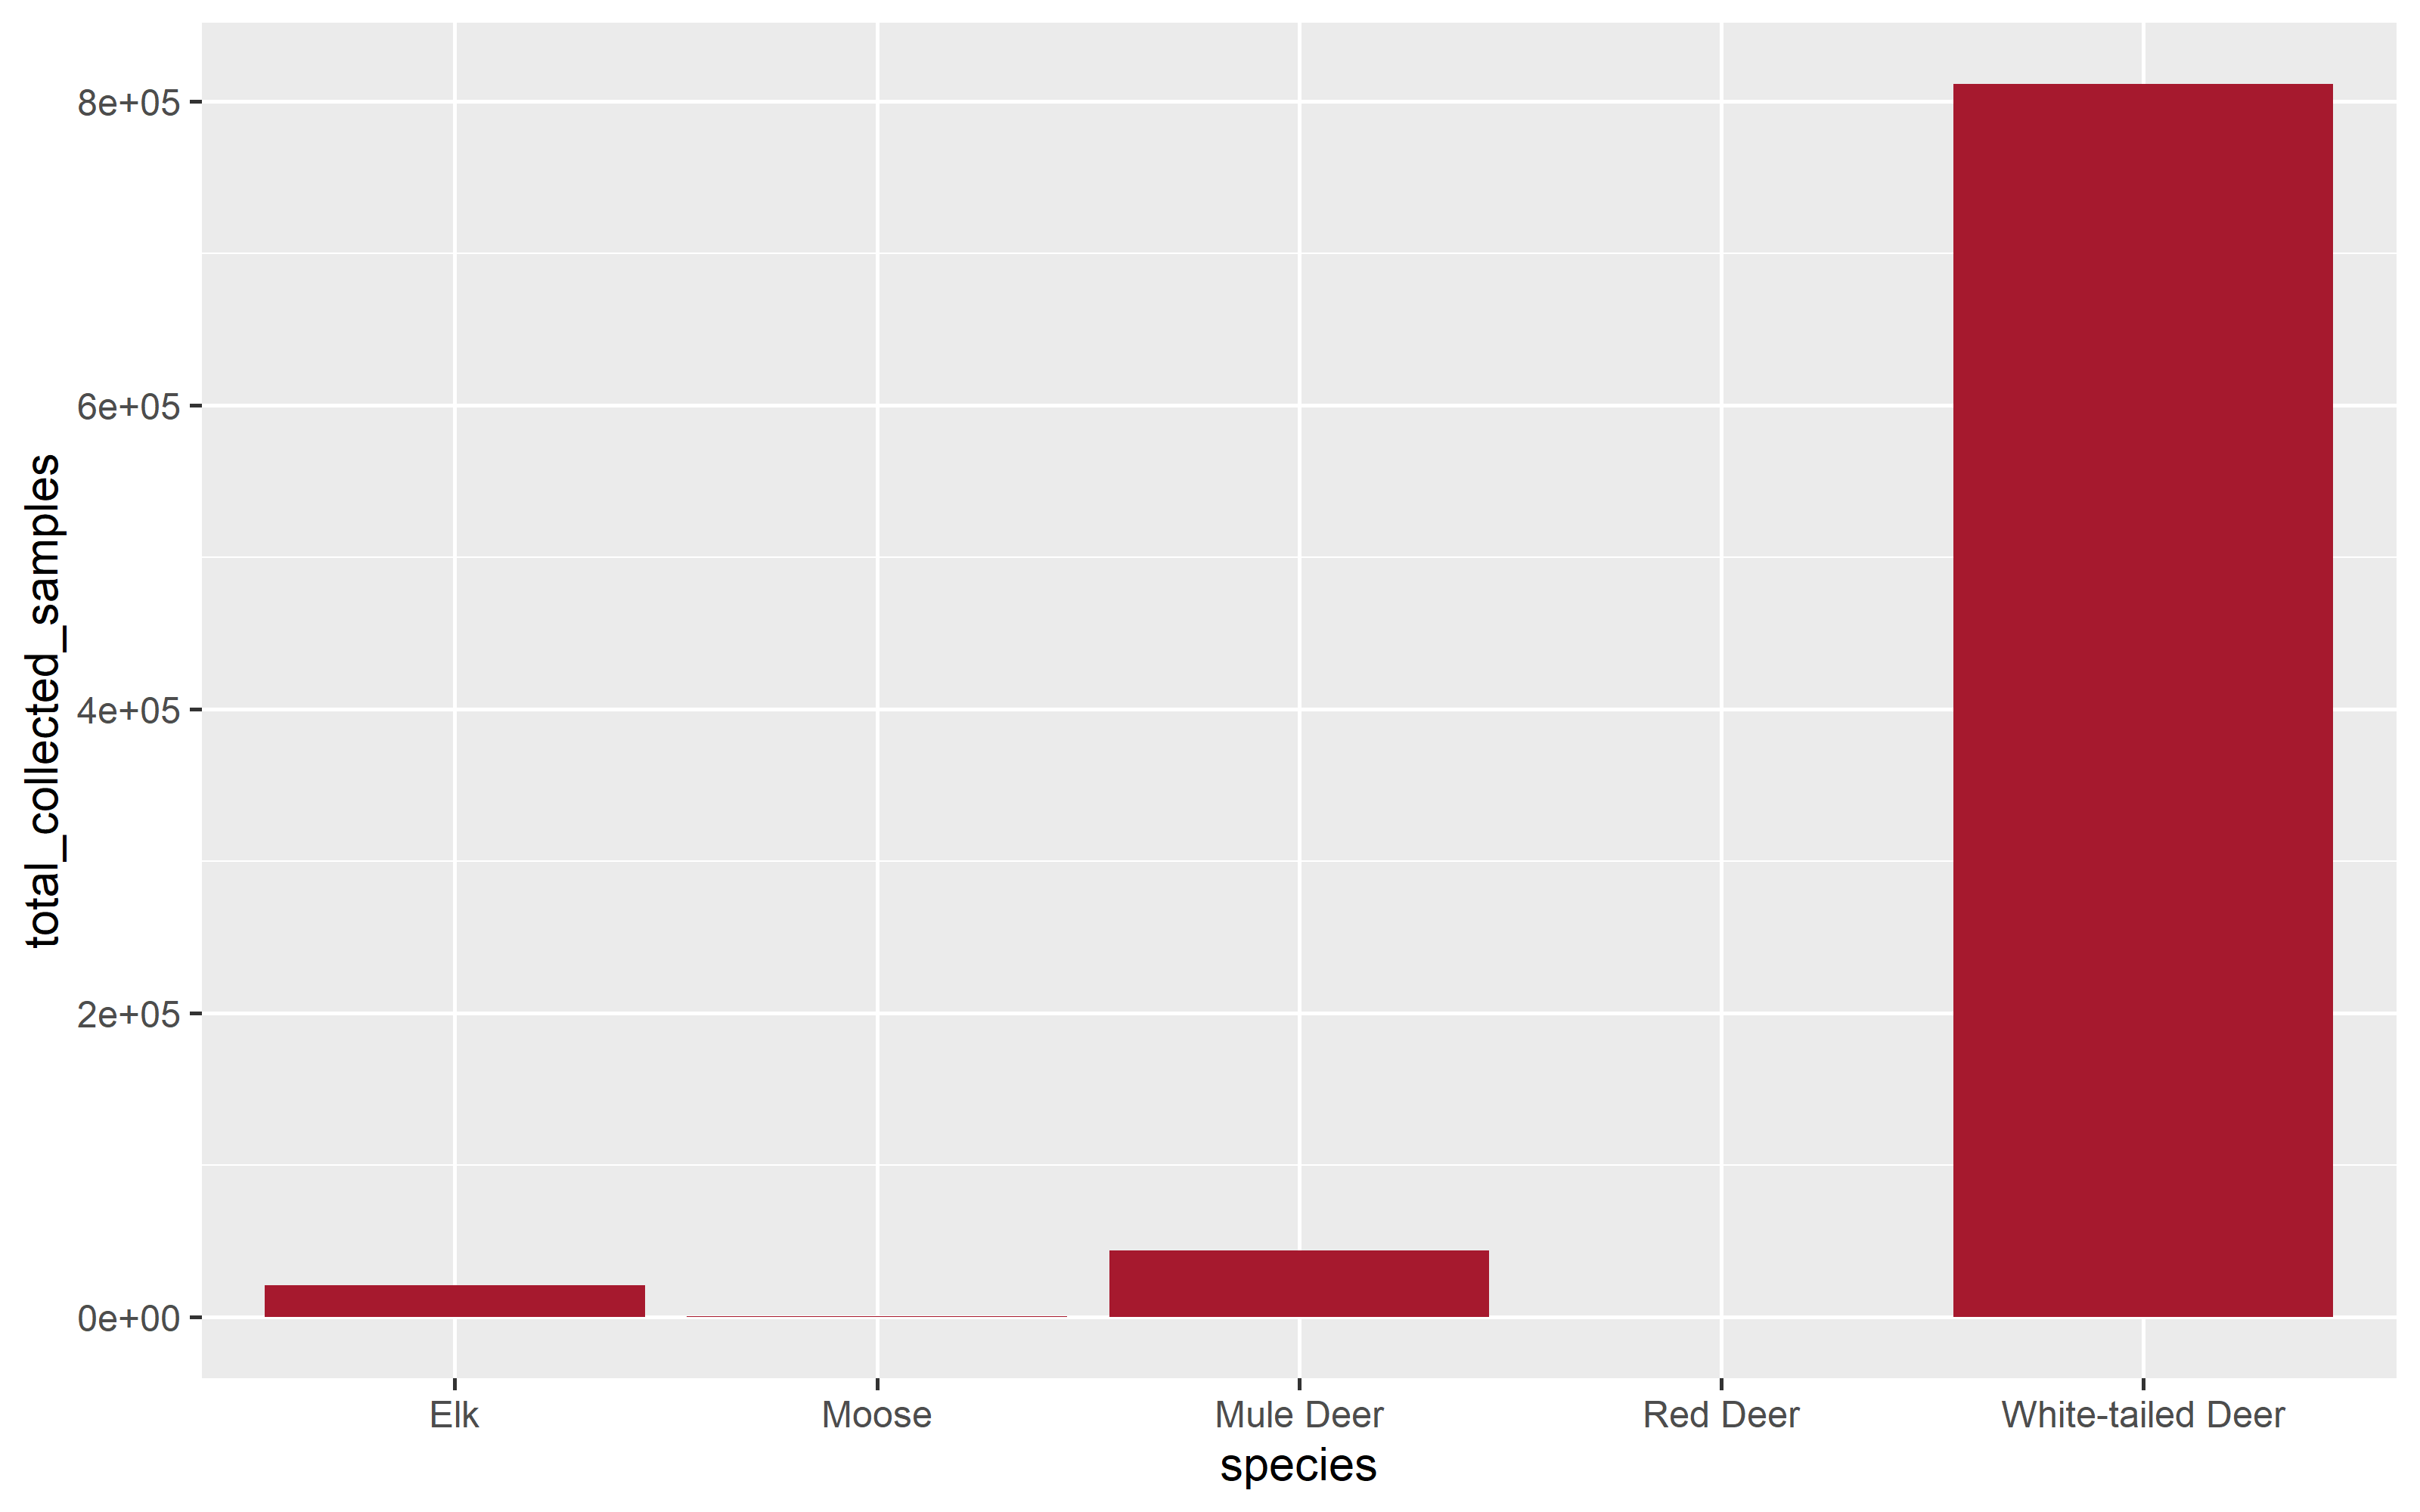 total_collected_samples
8e+05
6e+05
4e+05
2e+05
0e+00
Elk
Moose
Mule Deer
Red Deer
White-tailed Deer
species